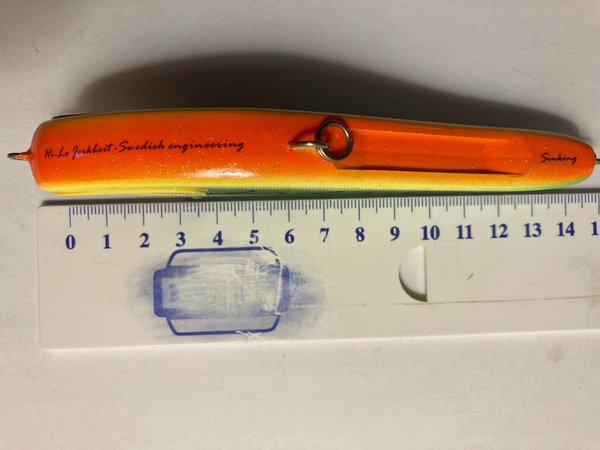 Hi-Lo Jerkbait - Swedish engineering
Sinking
0 1 2 3 4 5 6 7 8 9 10 11 12 13 14 15